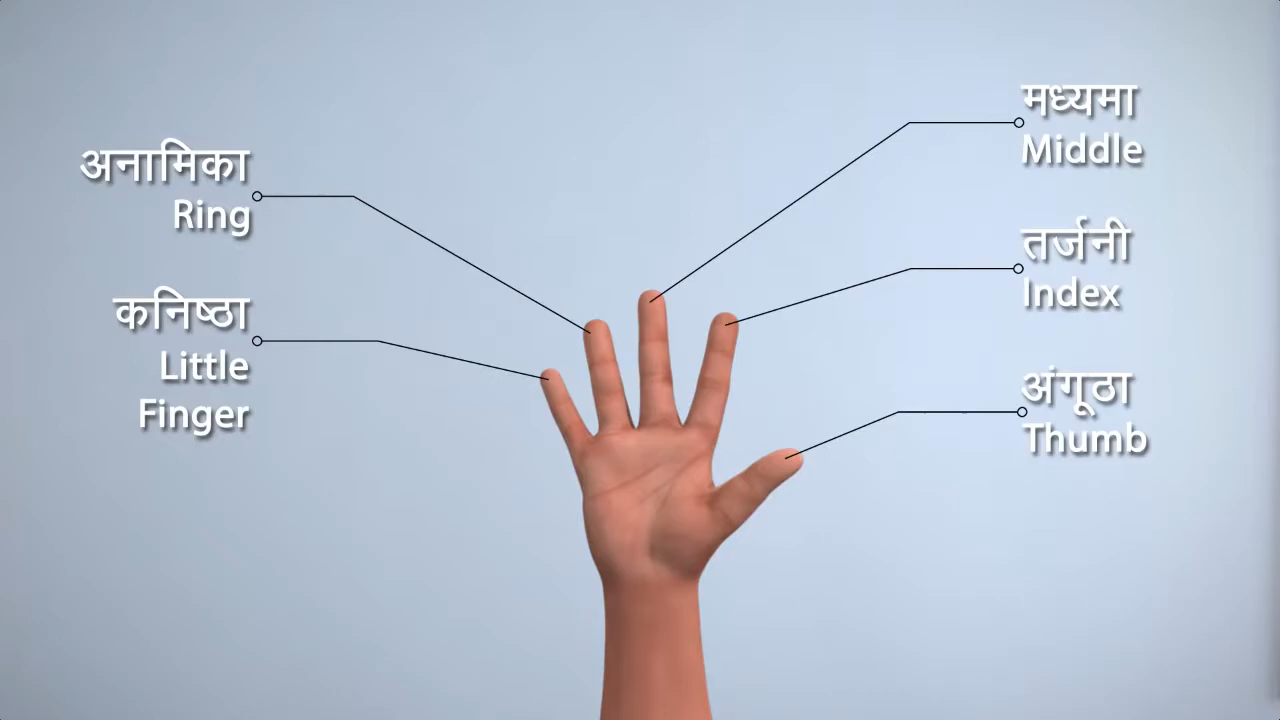 अनामिका
Ring
कनिष्ठा
Little
Finger
मध्यमा
Middle
तर्जनी
Index
अंगूठा
Thumb